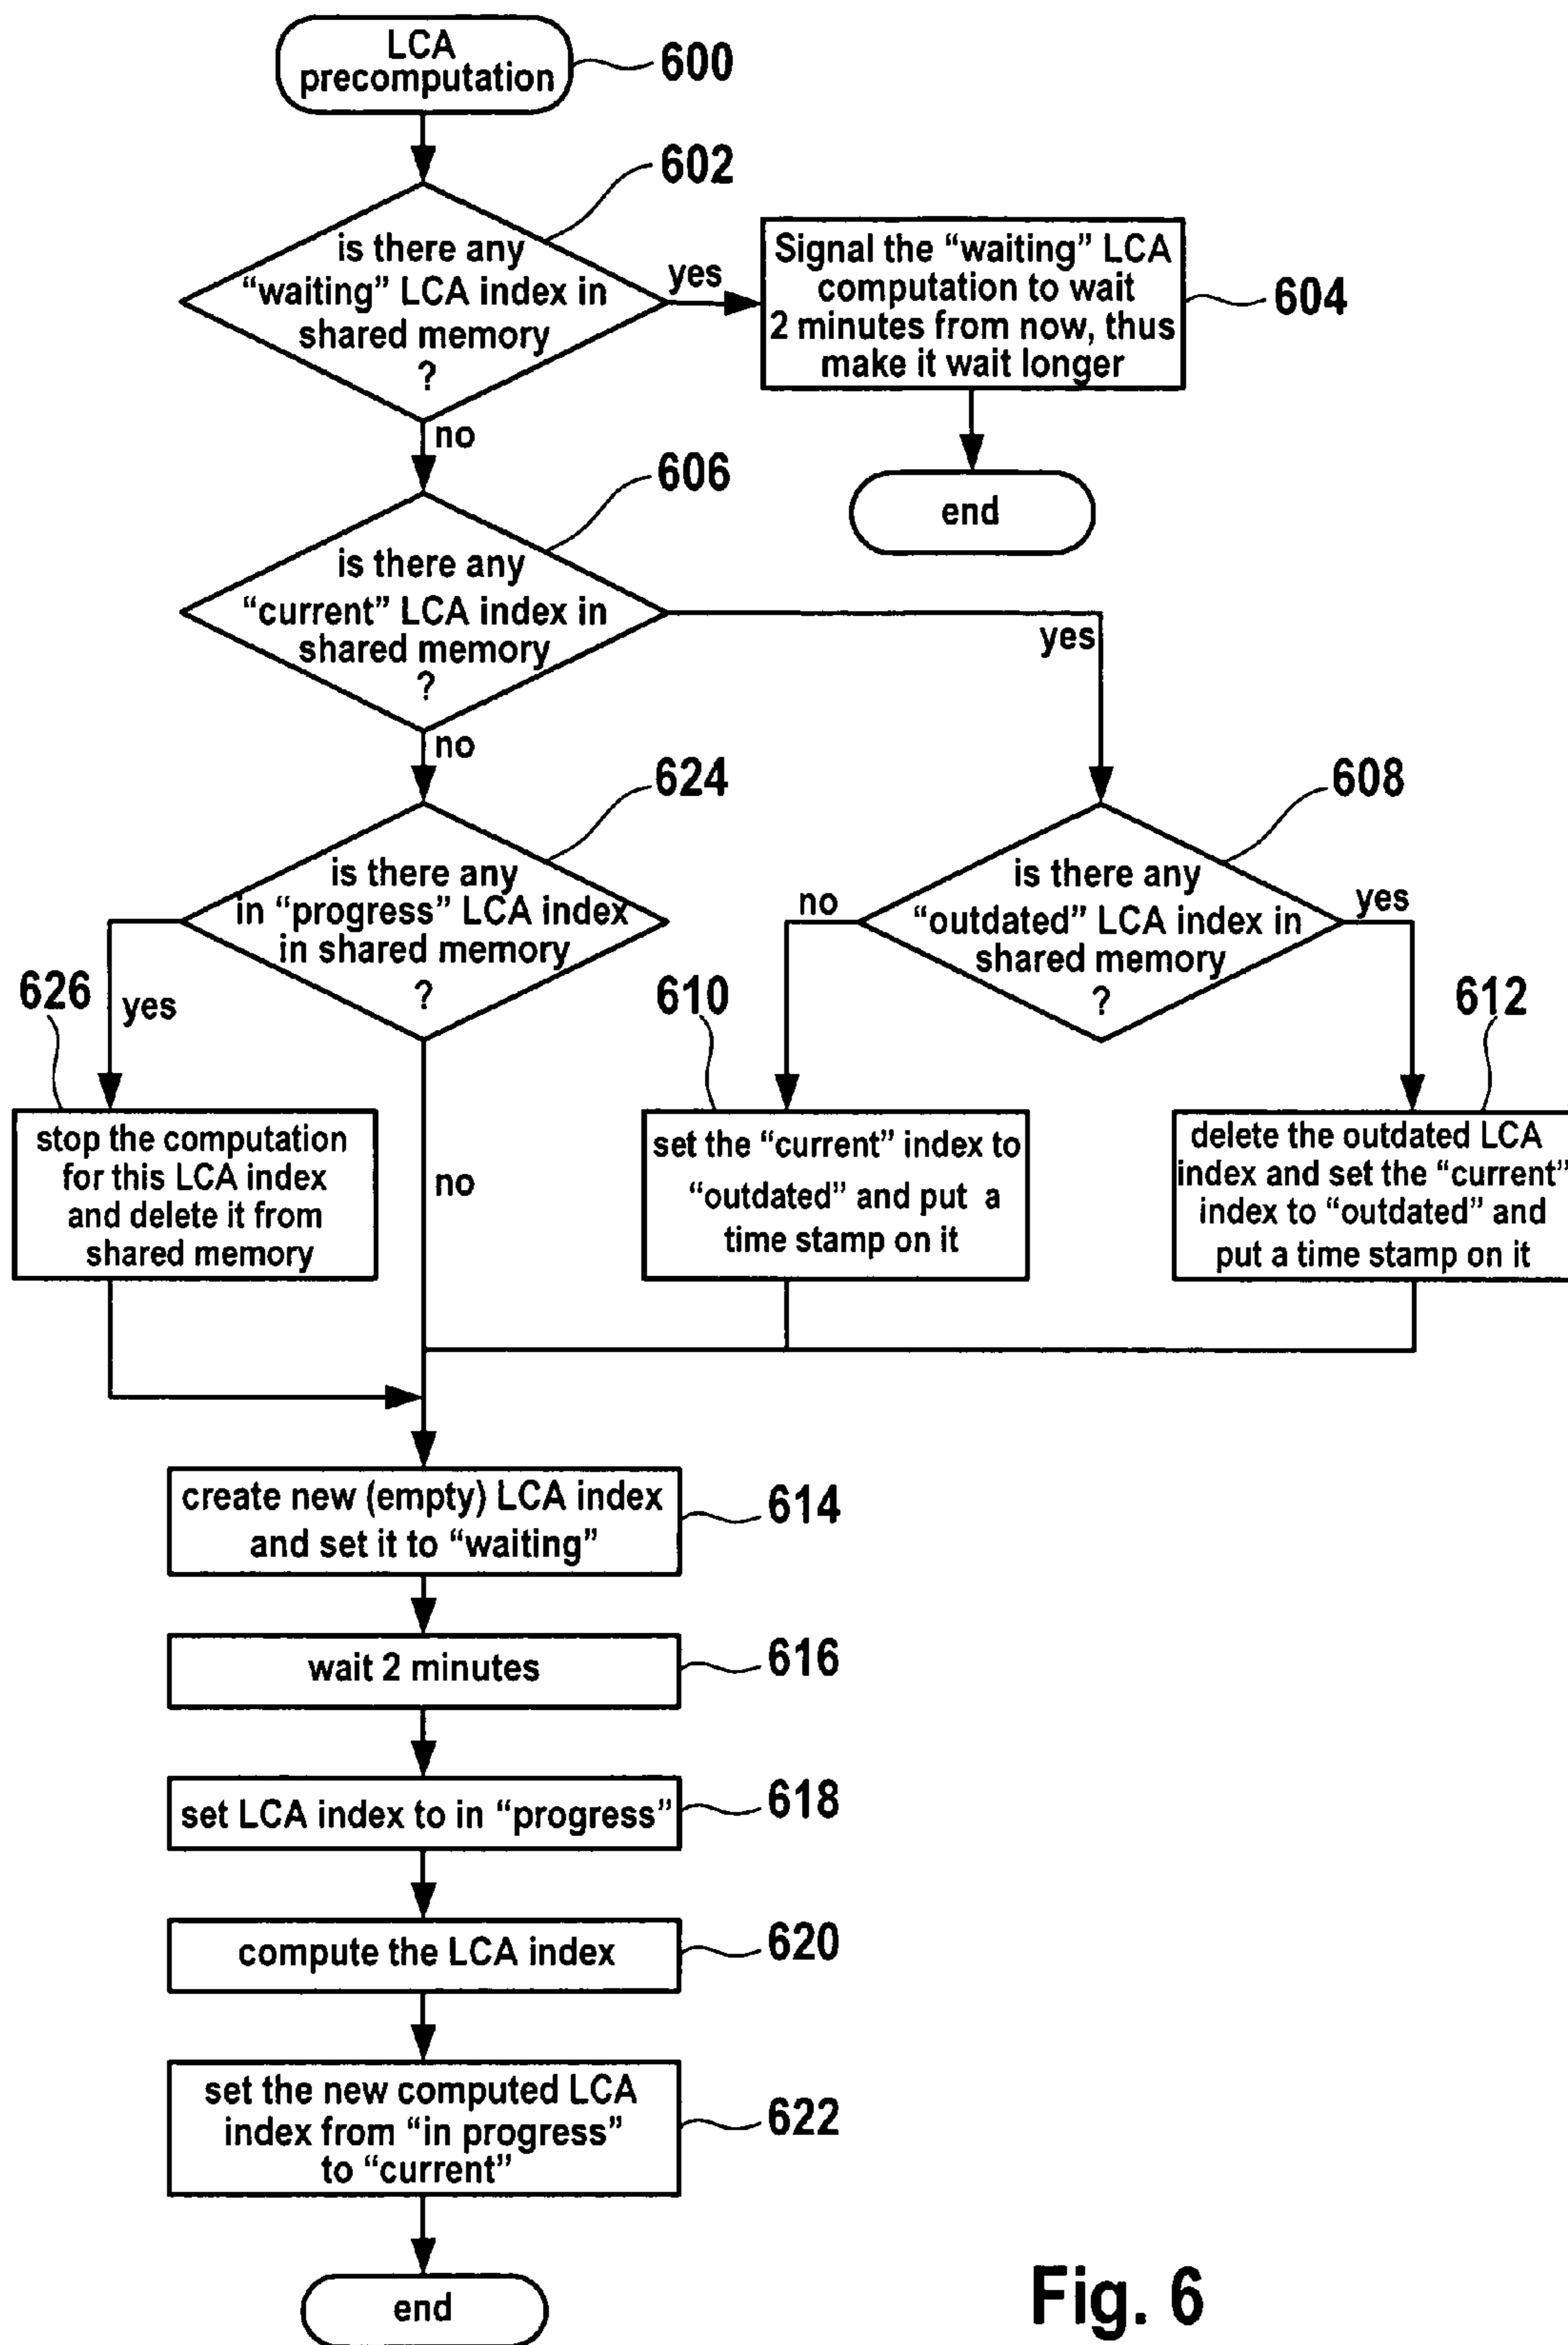 LCA
precomputation
600
602
is there any
“waiting” LCA index in
shared memory
?
yes
Signal the “waiting” LCA
computation to wait
2 minutes from now, thus
make it wait longer
604
no
end
606
is there any
“current” LCA index in
shared memory
?
yes
no
624
is there any
in “progress” LCA index
in shared memory
?
608
is there any
“outdated” LCA index in
shared memory
?
no
yes
626
yes
610
612
stop the computation
for this LCA index
and delete it from
shared memory
no
set the “current” index to
“outdated” and put a
time stamp on it
delete the outdated LCA
index and set the “current”
index to “outdated” and
put a time stamp on it
create new (empty) LCA index
and set it to “waiting”
614
wait 2 minutes
616
set LCA index to in “progress”
618
compute the LCA index
620
set the new computed LCA
index from “in progress”
to “current”
622
end
Fig. 6